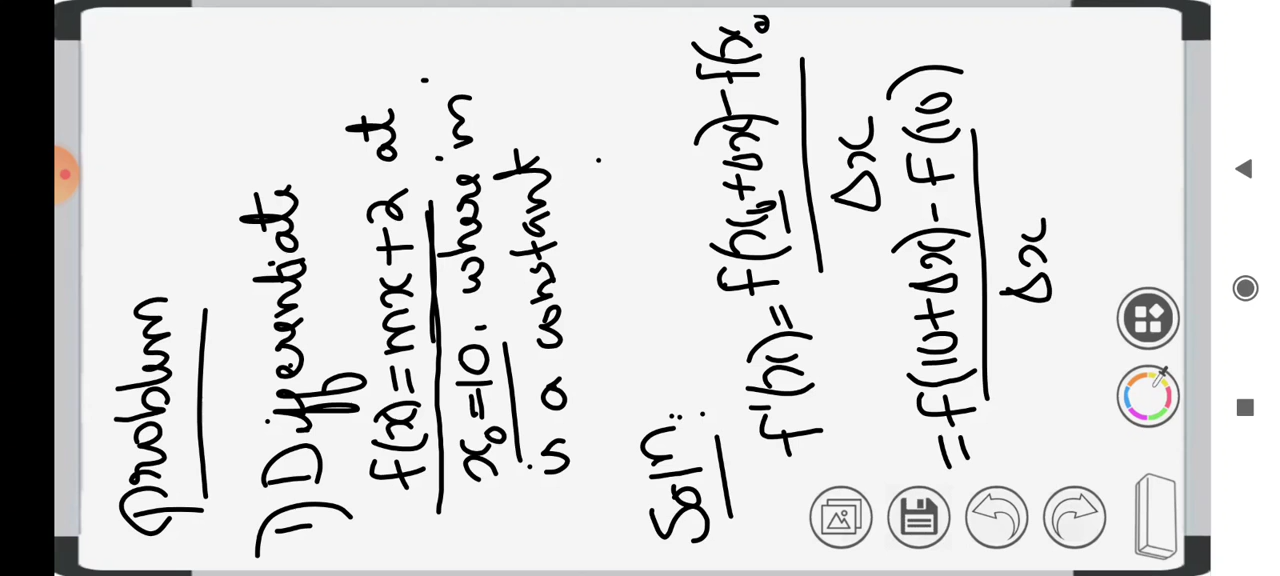 Problem
1) Differentiate
f(x) = mx + 2 at
x₀ = 10, where 'm'
is a constant.
Soln:
f'(x) = f(x₀+Δx) - f(x₀
Δx
= f(10+Δx) - f(10)
Δx